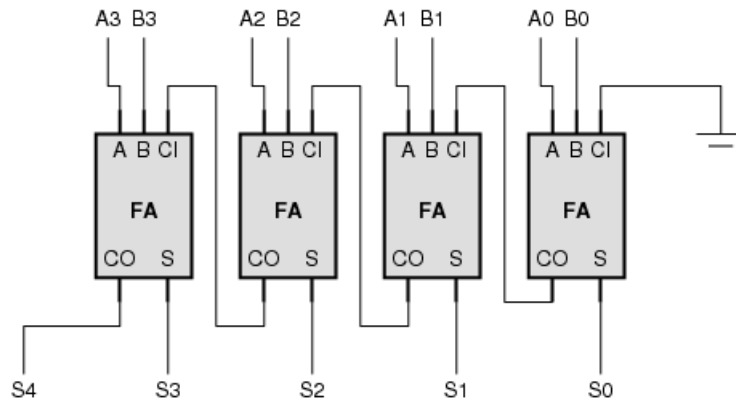 A3 B3 A2 B2 A1 B1 A0 B0
A B CI A B CI A B CI A B CI
FA FA FA FA
CO S CO S CO S CO S
S4 S3 S2 S1 S0